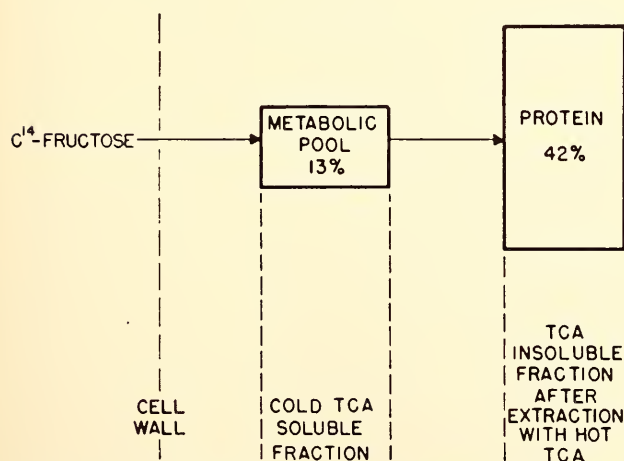 C14-FRUCTOSE
METABOLIC
POOL
13%
PROTEIN
42%
CELL
WALL
COLD TCA
SOLUBLE
FRACTION
TCA
INSOLUBLE
FRACTION
AFTER
EXTRACTION
WITH HOT
TCA